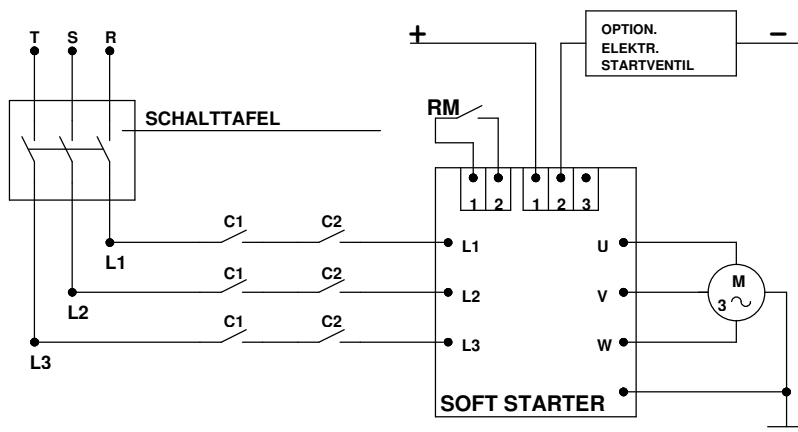 T S R
SCHALTTAFEL
+
OPTION.
ELEKTR.
STARTVENTIL
−
RM
1 2 1 2 3
C1 C2
L1 L1 U
C1 C2
L2 L2 V
M
3 ~
C1 C2
L3 L3 W
SOFT STARTER